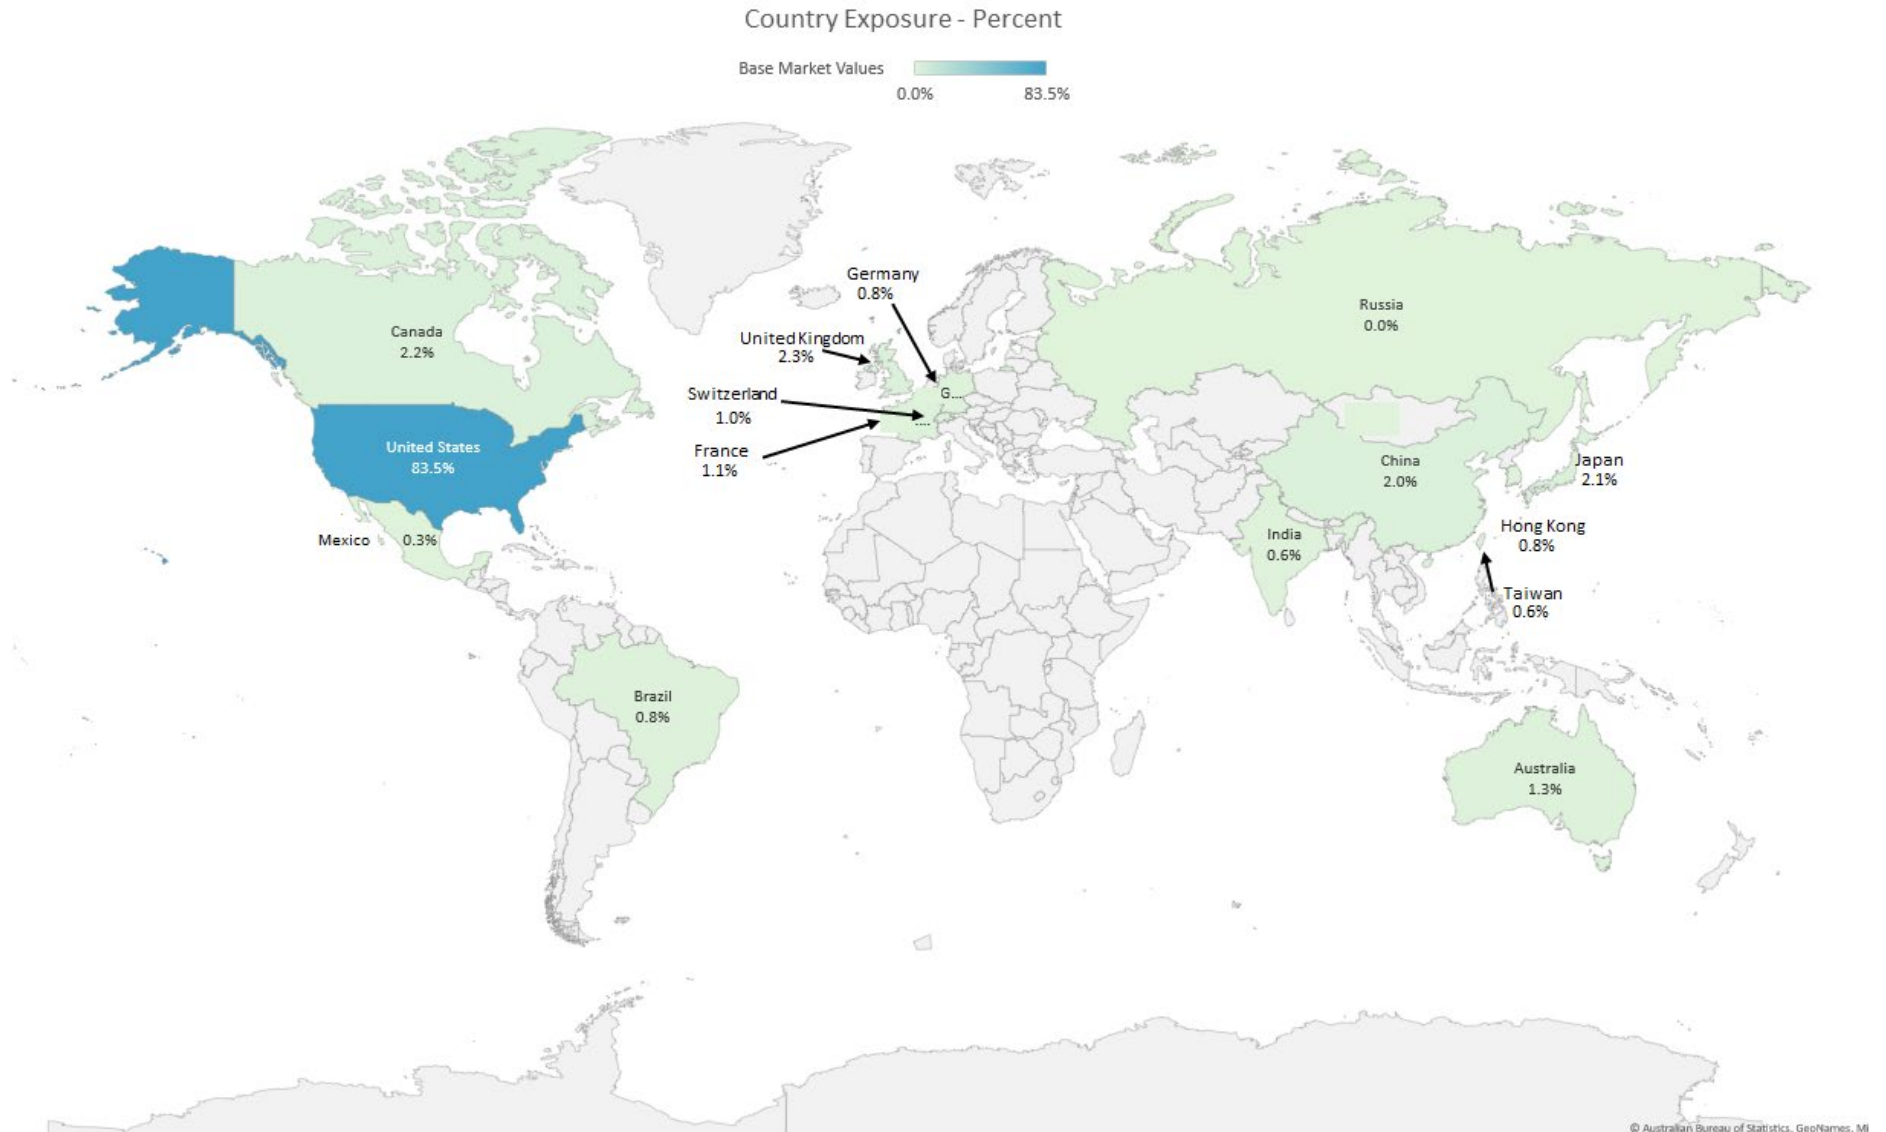 Country Exposure - Percent
Base Market Values
0.0%
83.5%
Germany
0.8%
Russia
0.0%
Canada
2.2%
United Kingdom
2.3%
Switzerland
1.0%
G...
....
France
1.1%
United States
83.5%
China
2.0%
Japan
2.1%
Mexico
0.3%
India
0.6%
Hong Kong
0.8%
Taiwan
0.6%
Brazil
0.8%
Australia
1.3%
© Australian Bureau of Statistics, GeoNames, Mi